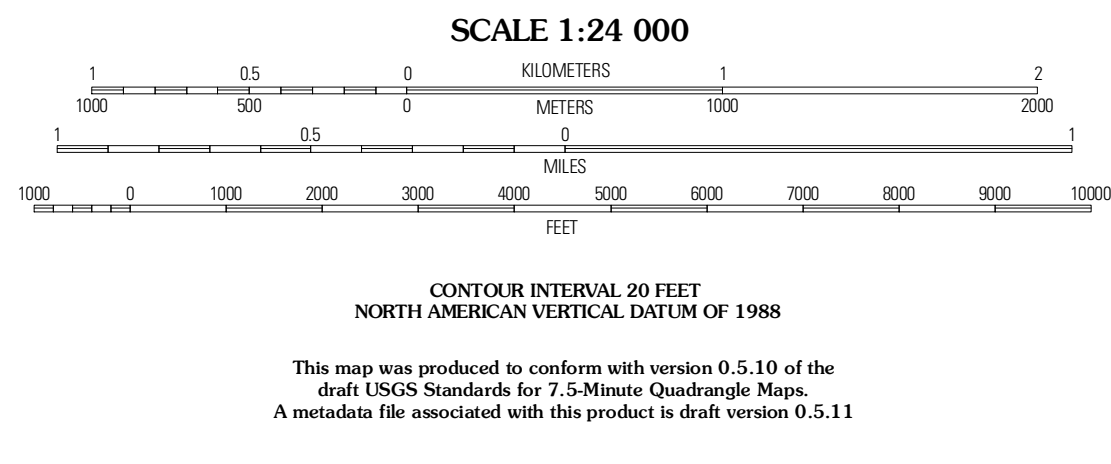 SCALE 1:24 000
1 0.5 0 KILOMETERS 1 2
1000 500 0 METERS 1000 2000
1 0.5 0 1
MILES
1000 0 1000 2000 3000 4000 5000 6000 7000 8000 9000 10000
FEET
CONTOUR INTERVAL 20 FEET
NORTH AMERICAN VERTICAL DATUM OF 1988
This map was produced to conform with version 0.5.10 of the
draft USGS Standards for 7.5-Minute Quadrangle Maps.
A metadata file associated with this product is draft version 0.5.11